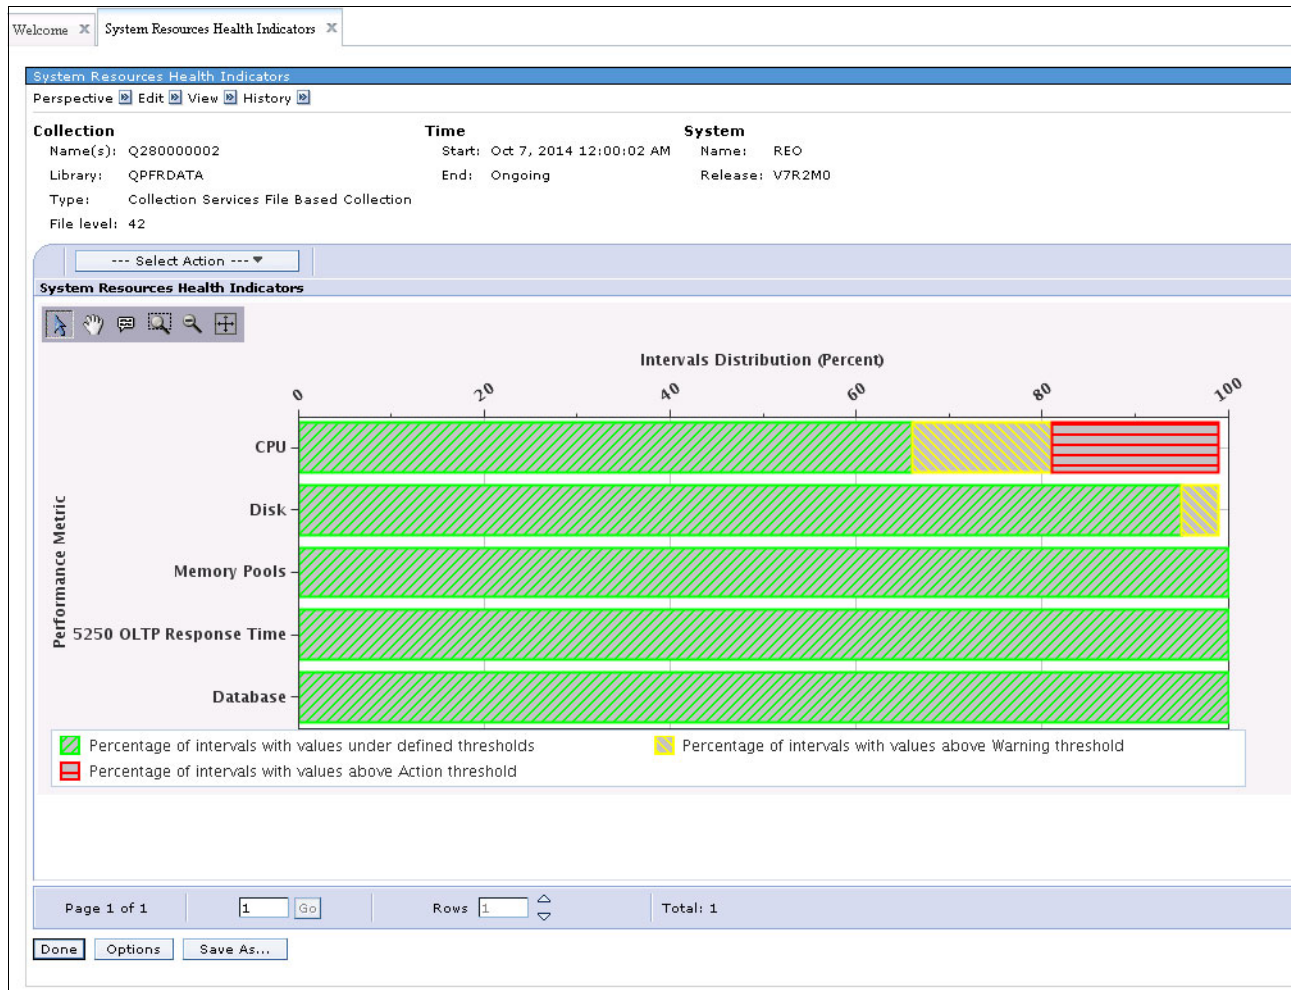 Welcome
System Resources Health Indicators
System Resources Health Indicators
Perspective Edit View History
Collection Time System
Name(s): Q280000002 Start: Oct 7, 2014 12:00:02 AM Name: REO
Library: QPFRDATA End: Ongoing Release: V7R2M0
Type: Collection Services File Based Collection
File level: 42
--- Select Action ---
System Resources Health Indicators
Intervals Distribution (Percent)
0 20 40 60 80 100
Performance Metric
CPU
Disk
Memory Pools
5250 OLTP Response Time
Database
Percentage of intervals with values under defined thresholds Percentage of intervals with values above Warning threshold
Percentage of intervals with values above Action threshold
Page 1 of 1 1 Go Rows 1 Total: 1
Done Options Save As...